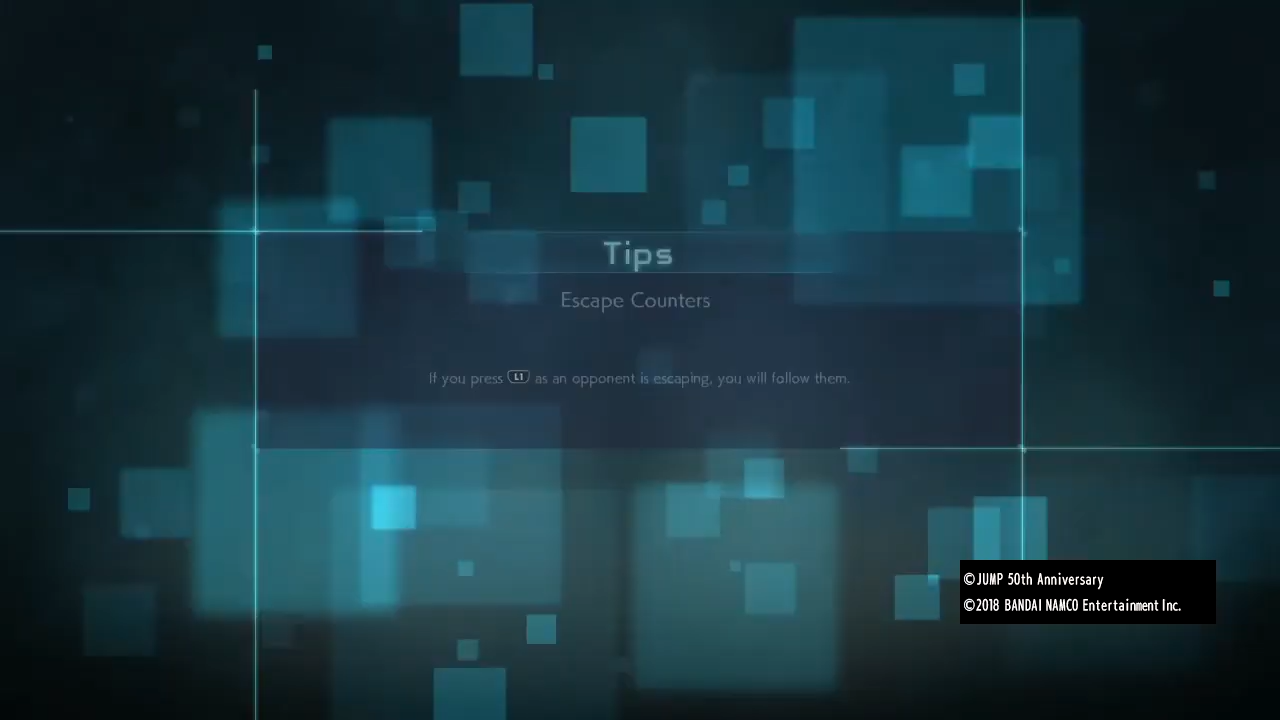 Tips
Escape Counters
If you press L1 as an opponent is escaping, you will follow them.
©JUMP 50th Anniversary
©2018 BANDAI NAMCO Entertainment Inc.